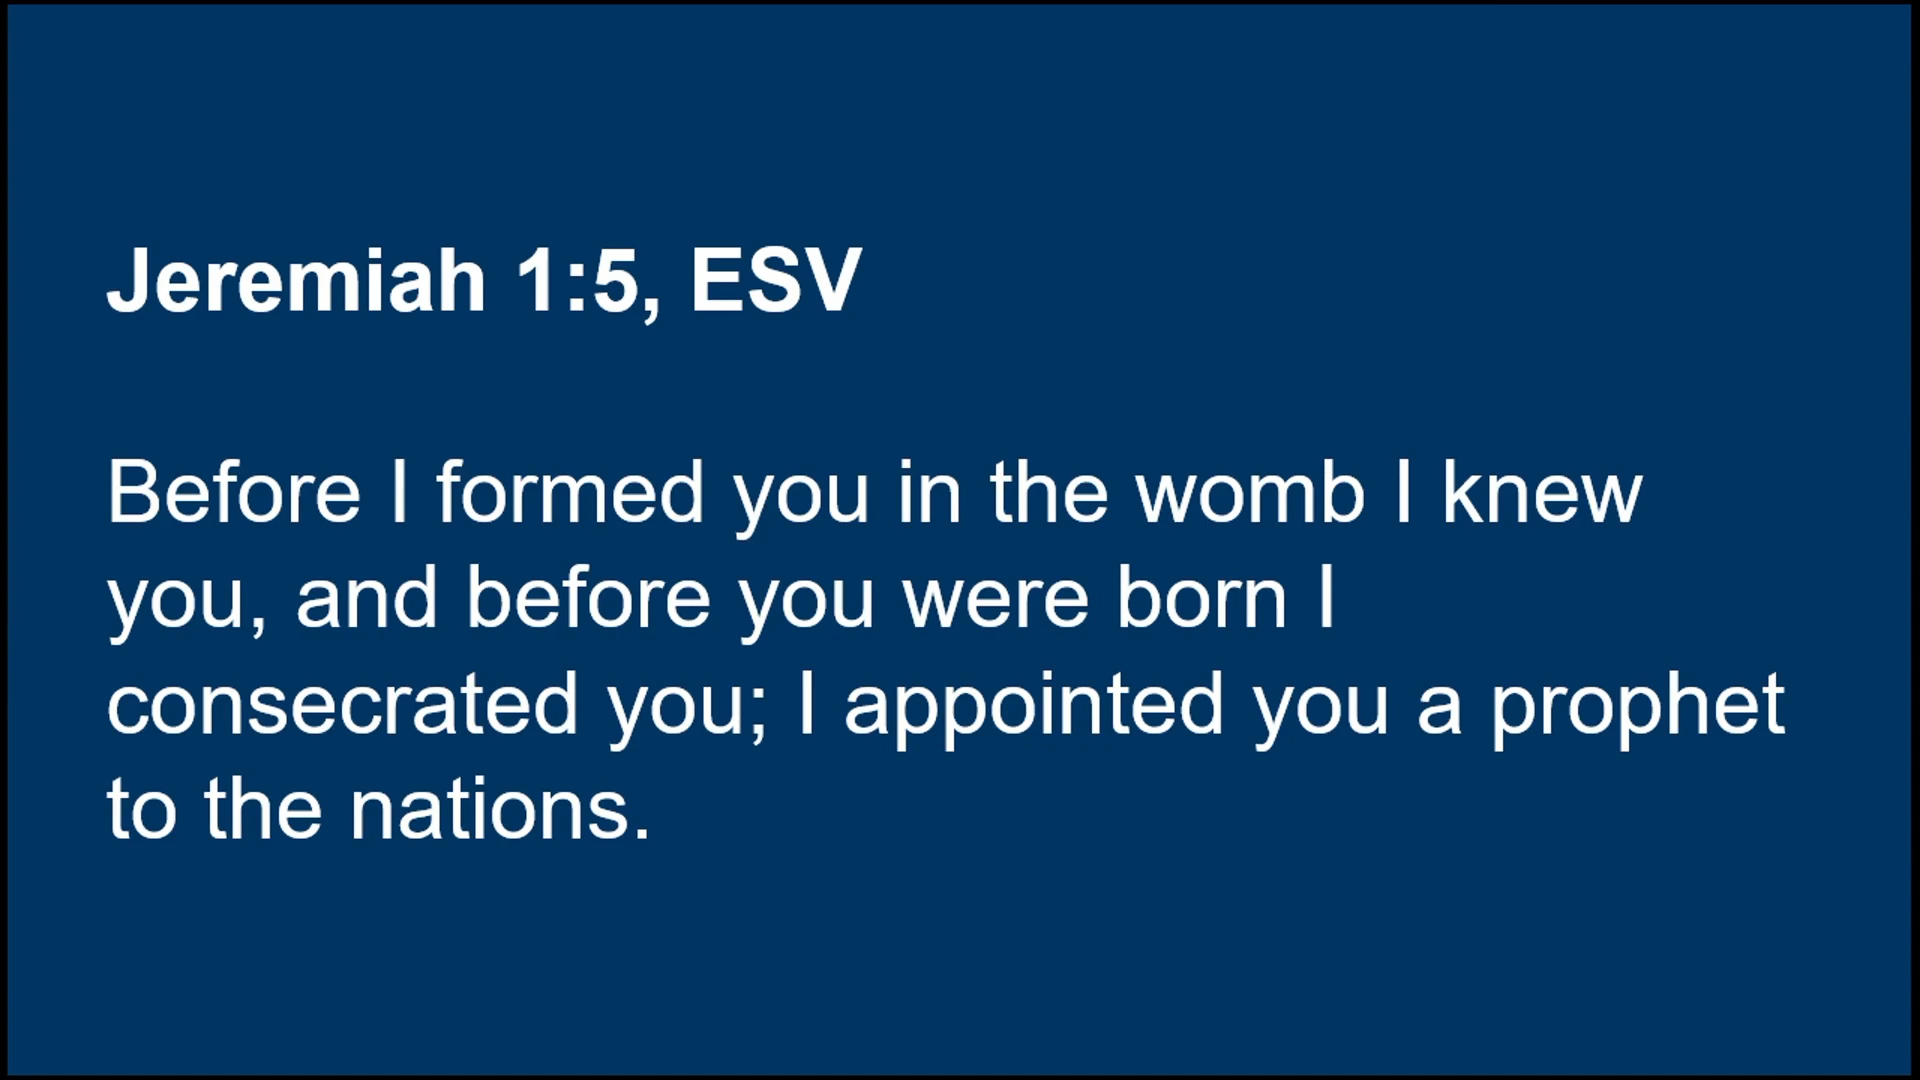 Jeremiah 1:5, ESV
Before I formed you in the womb I knew
you, and before you were born I
consecrated you; I appointed you a prophet
to the nations.